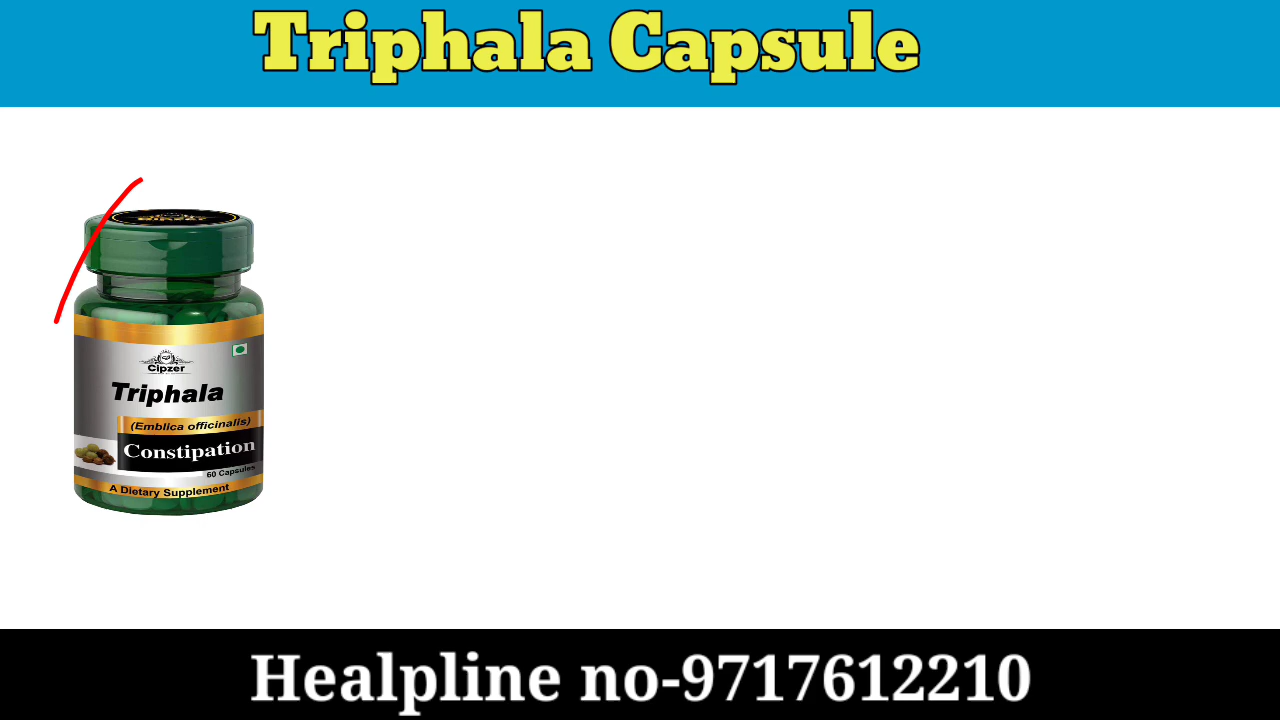 Triphala Capsule
Cipzer
Triphala
(Emblica officinalis)
Constipation
60 Capsules
A Dietary Supplement
Healpline no-9717612210